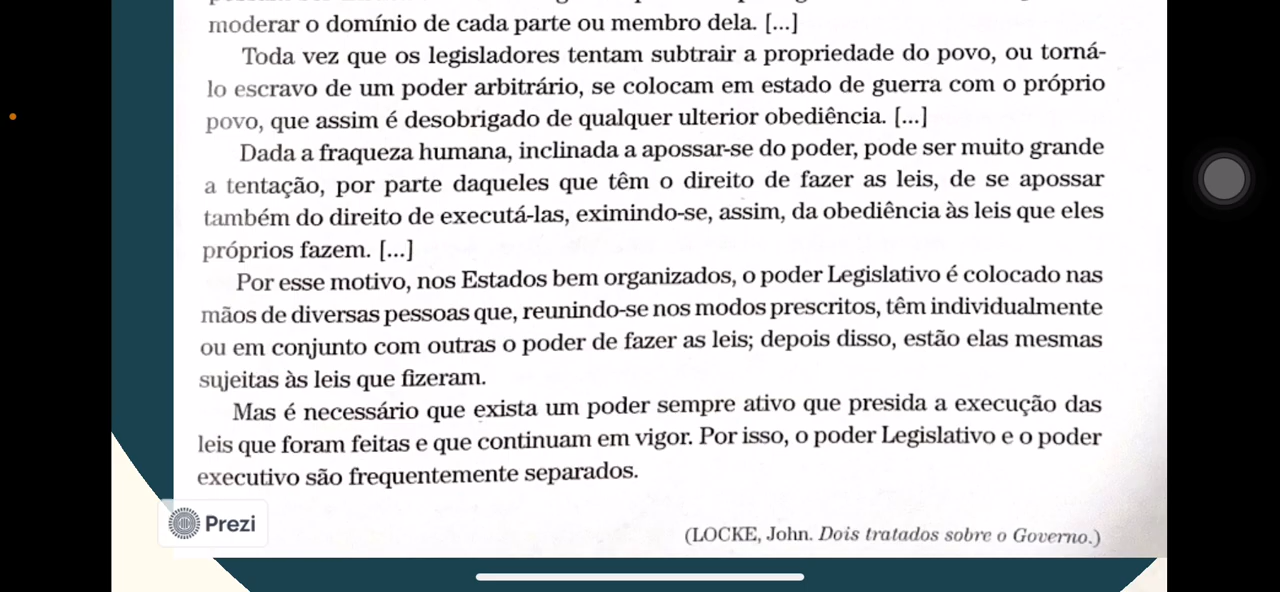 moderar o domínio de cada parte ou membro dela. [...]
Toda vez que os legisladores tentam subtrair a propriedade do povo, ou torná-
lo escravo de um poder arbitrário, se colocam em estado de guerra com o próprio
povo, que assim é desobrigado de qualquer ulterior obediência. [...]
Dada a fraqueza humana, inclinada a apossar-se do poder, pode ser muito grande
a tentação, por parte daqueles que têm o direito de fazer as leis, de se apossar
também do direito de executá-las, eximindo-se, assim, da obediência às leis que eles
próprios fazem. [...]
Por esse motivo, nos Estados bem organizados, o poder Legislativo é colocado nas
mãos de diversas pessoas que, reunindo-se nos modos prescritos, têm individualmente
ou em conjunto com outras o poder de fazer as leis; depois disso, estão elas mesmas
sujeitas às leis que fizeram.
Mas é necessário que exista um poder sempre ativo que presida a execução das
leis que foram feitas e que continuam em vigor. Por isso, o poder Legislativo e o poder
executivo são frequentemente separados.
Prezi
(LOCKE, John. Dois tratados sobre o Governo.)